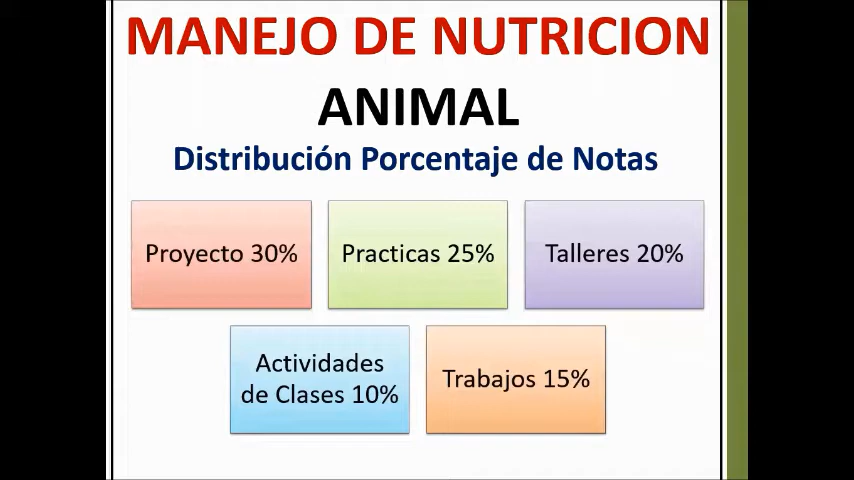 MANEJO DE NUTRICION
ANIMAL
Distribución Porcentaje de Notas
Proyecto 30%
Practicas 25%
Talleres 20%
Actividades
de Clases 10%
Trabajos 15%